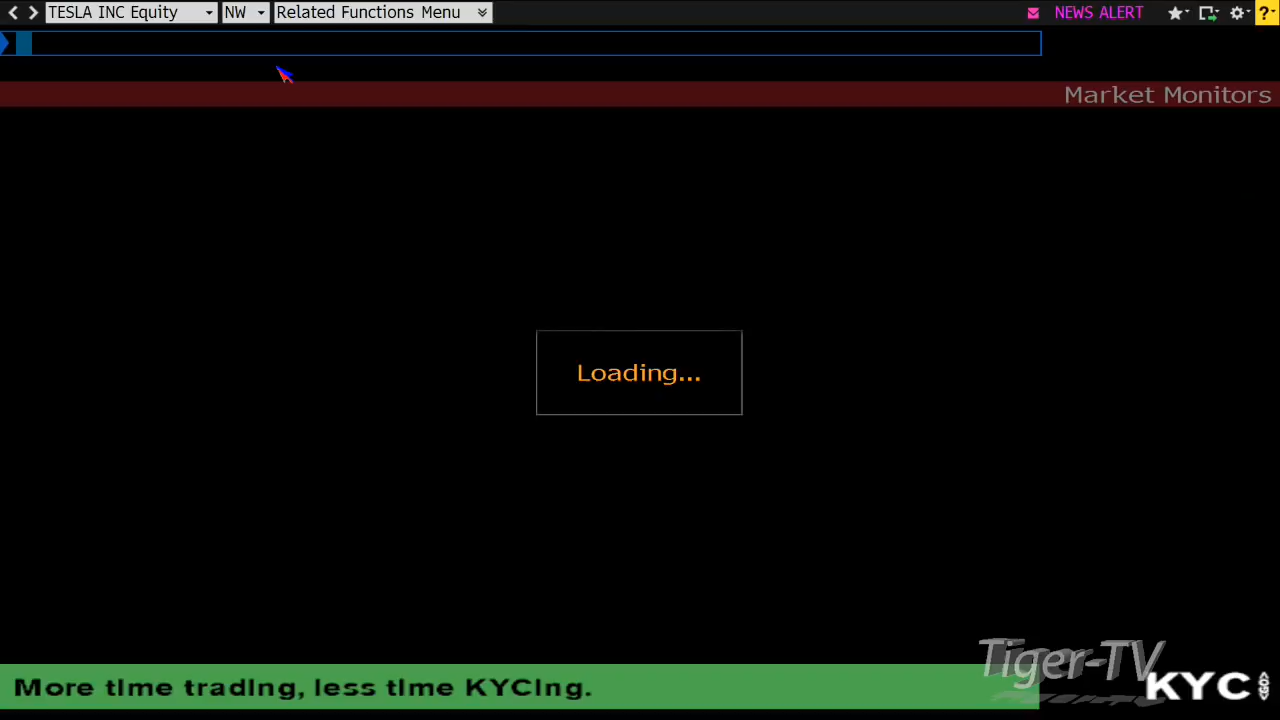 TESLA INC Equity
NW
Related Functions Menu
NEWS ALERT
?
Market Monitors
Loading...
Tiger-TV
More time trading, less time KYCing.
KYC